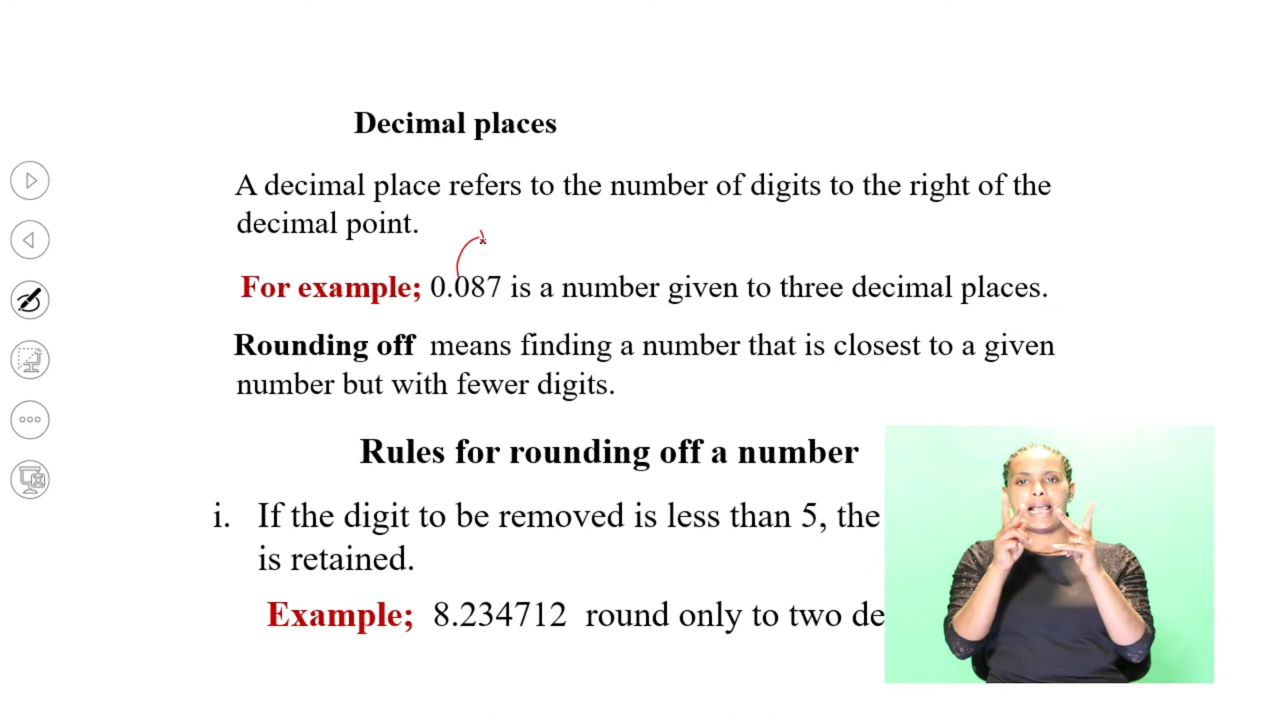 Decimal places
A decimal place refers to the number of digits to the right of the
decimal point.
For example; 0.087 is a number given to three decimal places.
Rounding off means finding a number that is closest to a given
number but with fewer digits.
Rules for rounding off a number
i. If the digit to be removed is less than 5, the
is retained.
Example; 8.234712 round only to two de